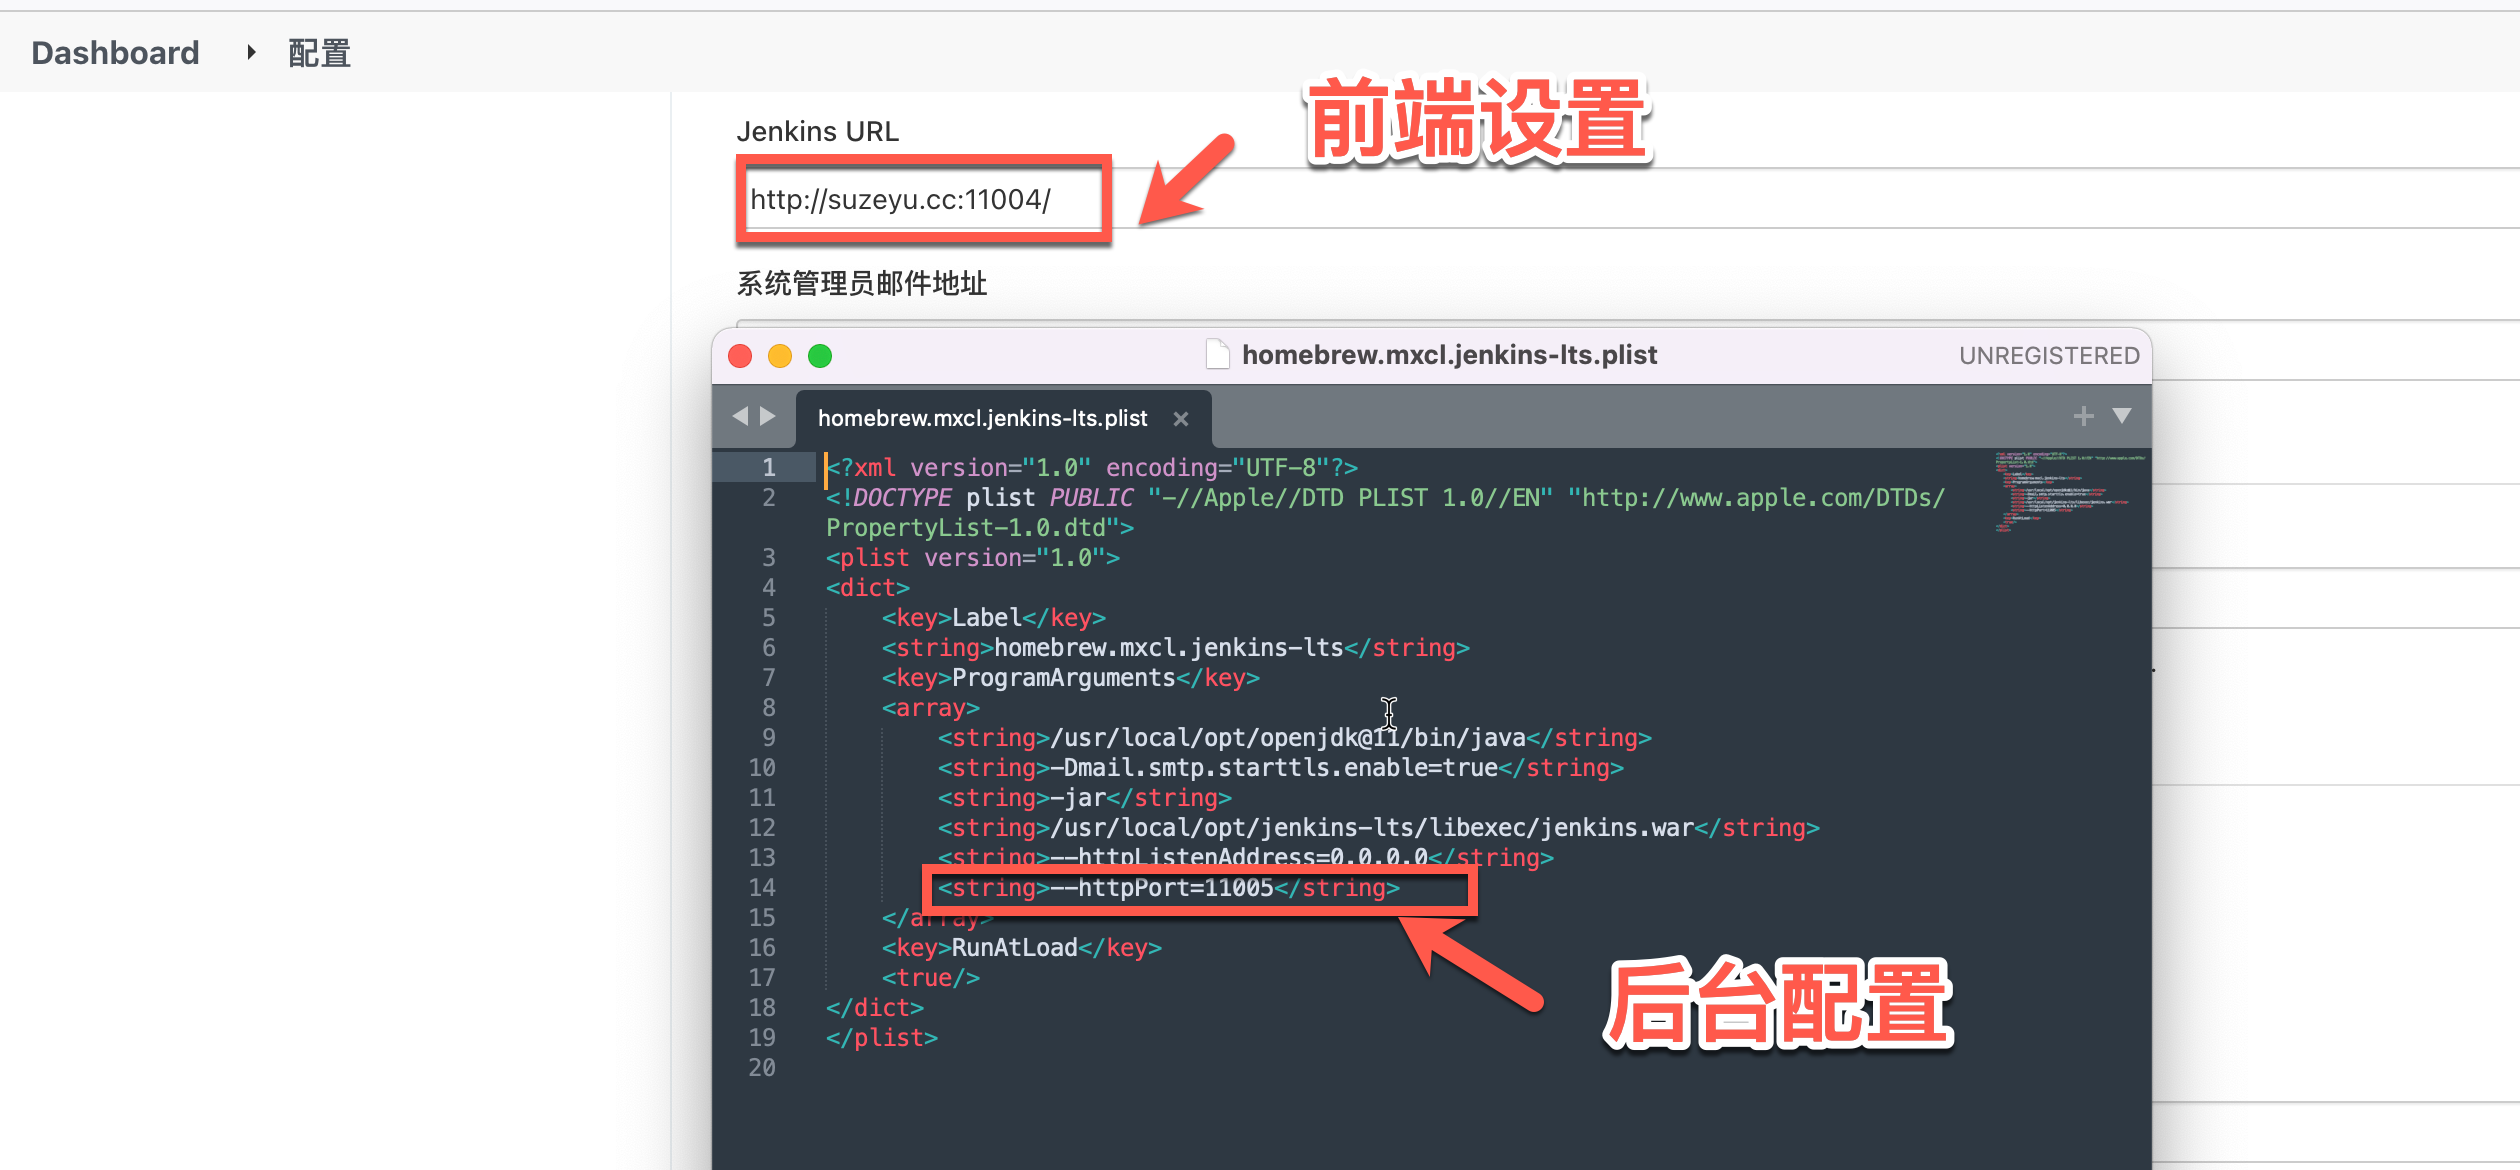 Dashboard
配置
前端设置
Jenkins URL
http://suzeyu.cc:11004/
系统管理员邮件地址
homebrew.mxcl.jenkins-lts.plist
UNREGISTERED
homebrew.mxcl.jenkins-lts.plist
1 <?xml version="1.0" encoding="UTF-8"?>
2 <!DOCTYPE plist PUBLIC "-//Apple//DTD PLIST 1.0//EN" "http://www.apple.com/DTDs/
PropertyList-1.0.dtd">
3 <plist version="1.0">
4 <dict>
5 <key>Label</key>
6 <string>homebrew.mxcl.jenkins-lts</string>
7 <key>ProgramArguments</key>
8 <array>
9 <string>/usr/local/opt/openjdk@11/bin/java</string>
10 <string>-Dmail.smtp.starttls.enable=true</string>
11 <string>-jar</string>
12 <string>/usr/local/opt/jenkins-lts/libexec/jenkins.war</string>
13 <string>--httpListenAddress=0.0.0.0</string>
14 <string>--httpPort=11005</string>
15 </array>
16 <key>RunAtLoad</key>
17 <true/>
18 </dict>
19 </plist>
20
后台配置